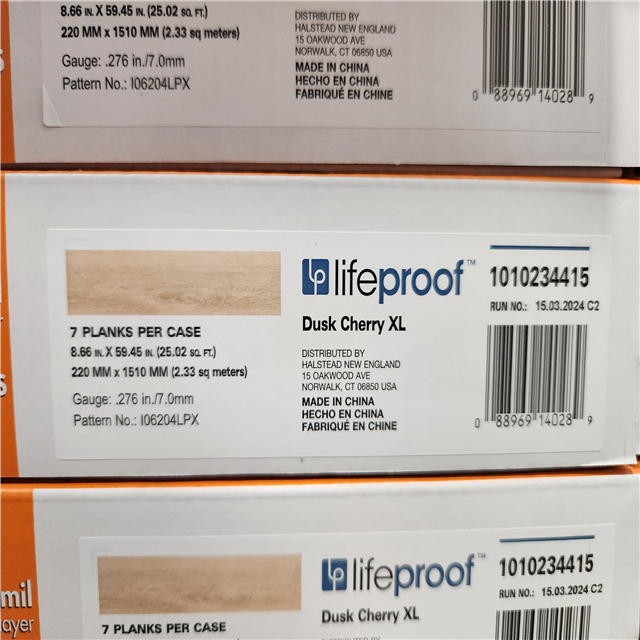 8.66 IN. X 59.45 IN. (25.02 SQ. FT.)
220 MM x 1510 MM (2.33 sq meters)
Gauge: .276 in./7.0mm
Pattern No.: I06204LPX
DISTRIBUTED BY
HALSTEAD NEW ENGLAND
15 OAKWOOD AVE
NORWALK, CT 06850 USA
MADE IN CHINA
HECHO EN CHINA
FABRIQUÉ EN CHINE
0 88969 14028 9
7 PLANKS PER CASE
8.66 IN. X 59.45 IN. (25.02 SQ. FT.)
220 MM x 1510 MM (2.33 sq meters)
Gauge: .276 in./7.0mm
Pattern No.: I06204LPX
lifeproof™
Dusk Cherry XL
DISTRIBUTED BY
HALSTEAD NEW ENGLAND
15 OAKWOOD AVE
NORWALK, CT 06850 USA
MADE IN CHINA
HECHO EN CHINA
FABRIQUÉ EN CHINE
1010234415
RUN NO.: 15.03.2024 C2
0 88969 14028 9
mil
ayer
7 PLANKS PER CASE
lifeproof™
Dusk Cherry XL
1010234415
RUN NO.: 15.03.2024 C2